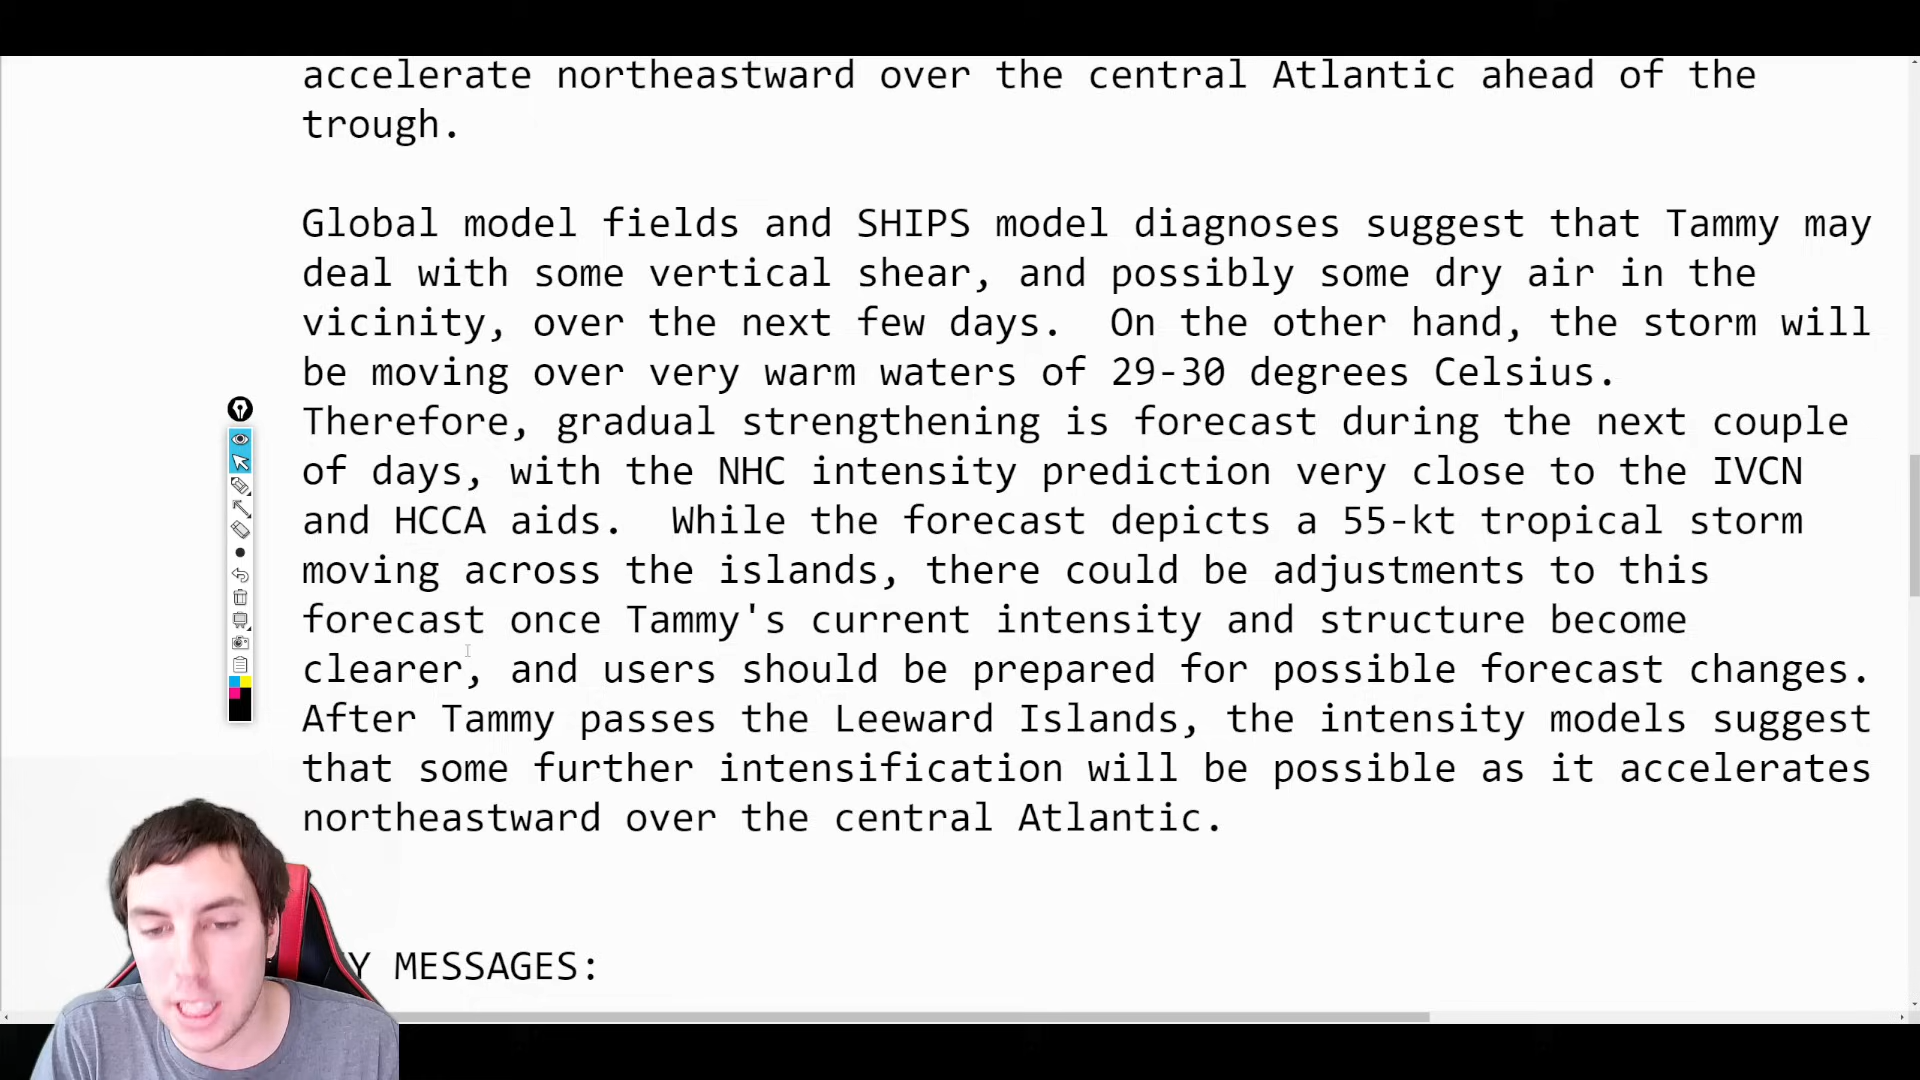 accelerate northeastward over the central Atlantic ahead of the
trough.
Global model fields and SHIPS model diagnoses suggest that Tammy may
deal with some vertical shear, and possibly some dry air in the
vicinity, over the next few days.  On the other hand, the storm will
be moving over very warm waters of 29-30 degrees Celsius.
Therefore, gradual strengthening is forecast during the next couple
of days, with the NHC intensity prediction very close to the IVCN
and HCCA aids.  While the forecast depicts a 55-kt tropical storm
moving across the islands, there could be adjustments to this
forecast once Tammy's current intensity and structure become
clearer, and users should be prepared for possible forecast changes.
After Tammy passes the Leeward Islands, the intensity models suggest
that some further intensification will be possible as it accelerates
northeastward over the central Atlantic.
Y MESSAGES: